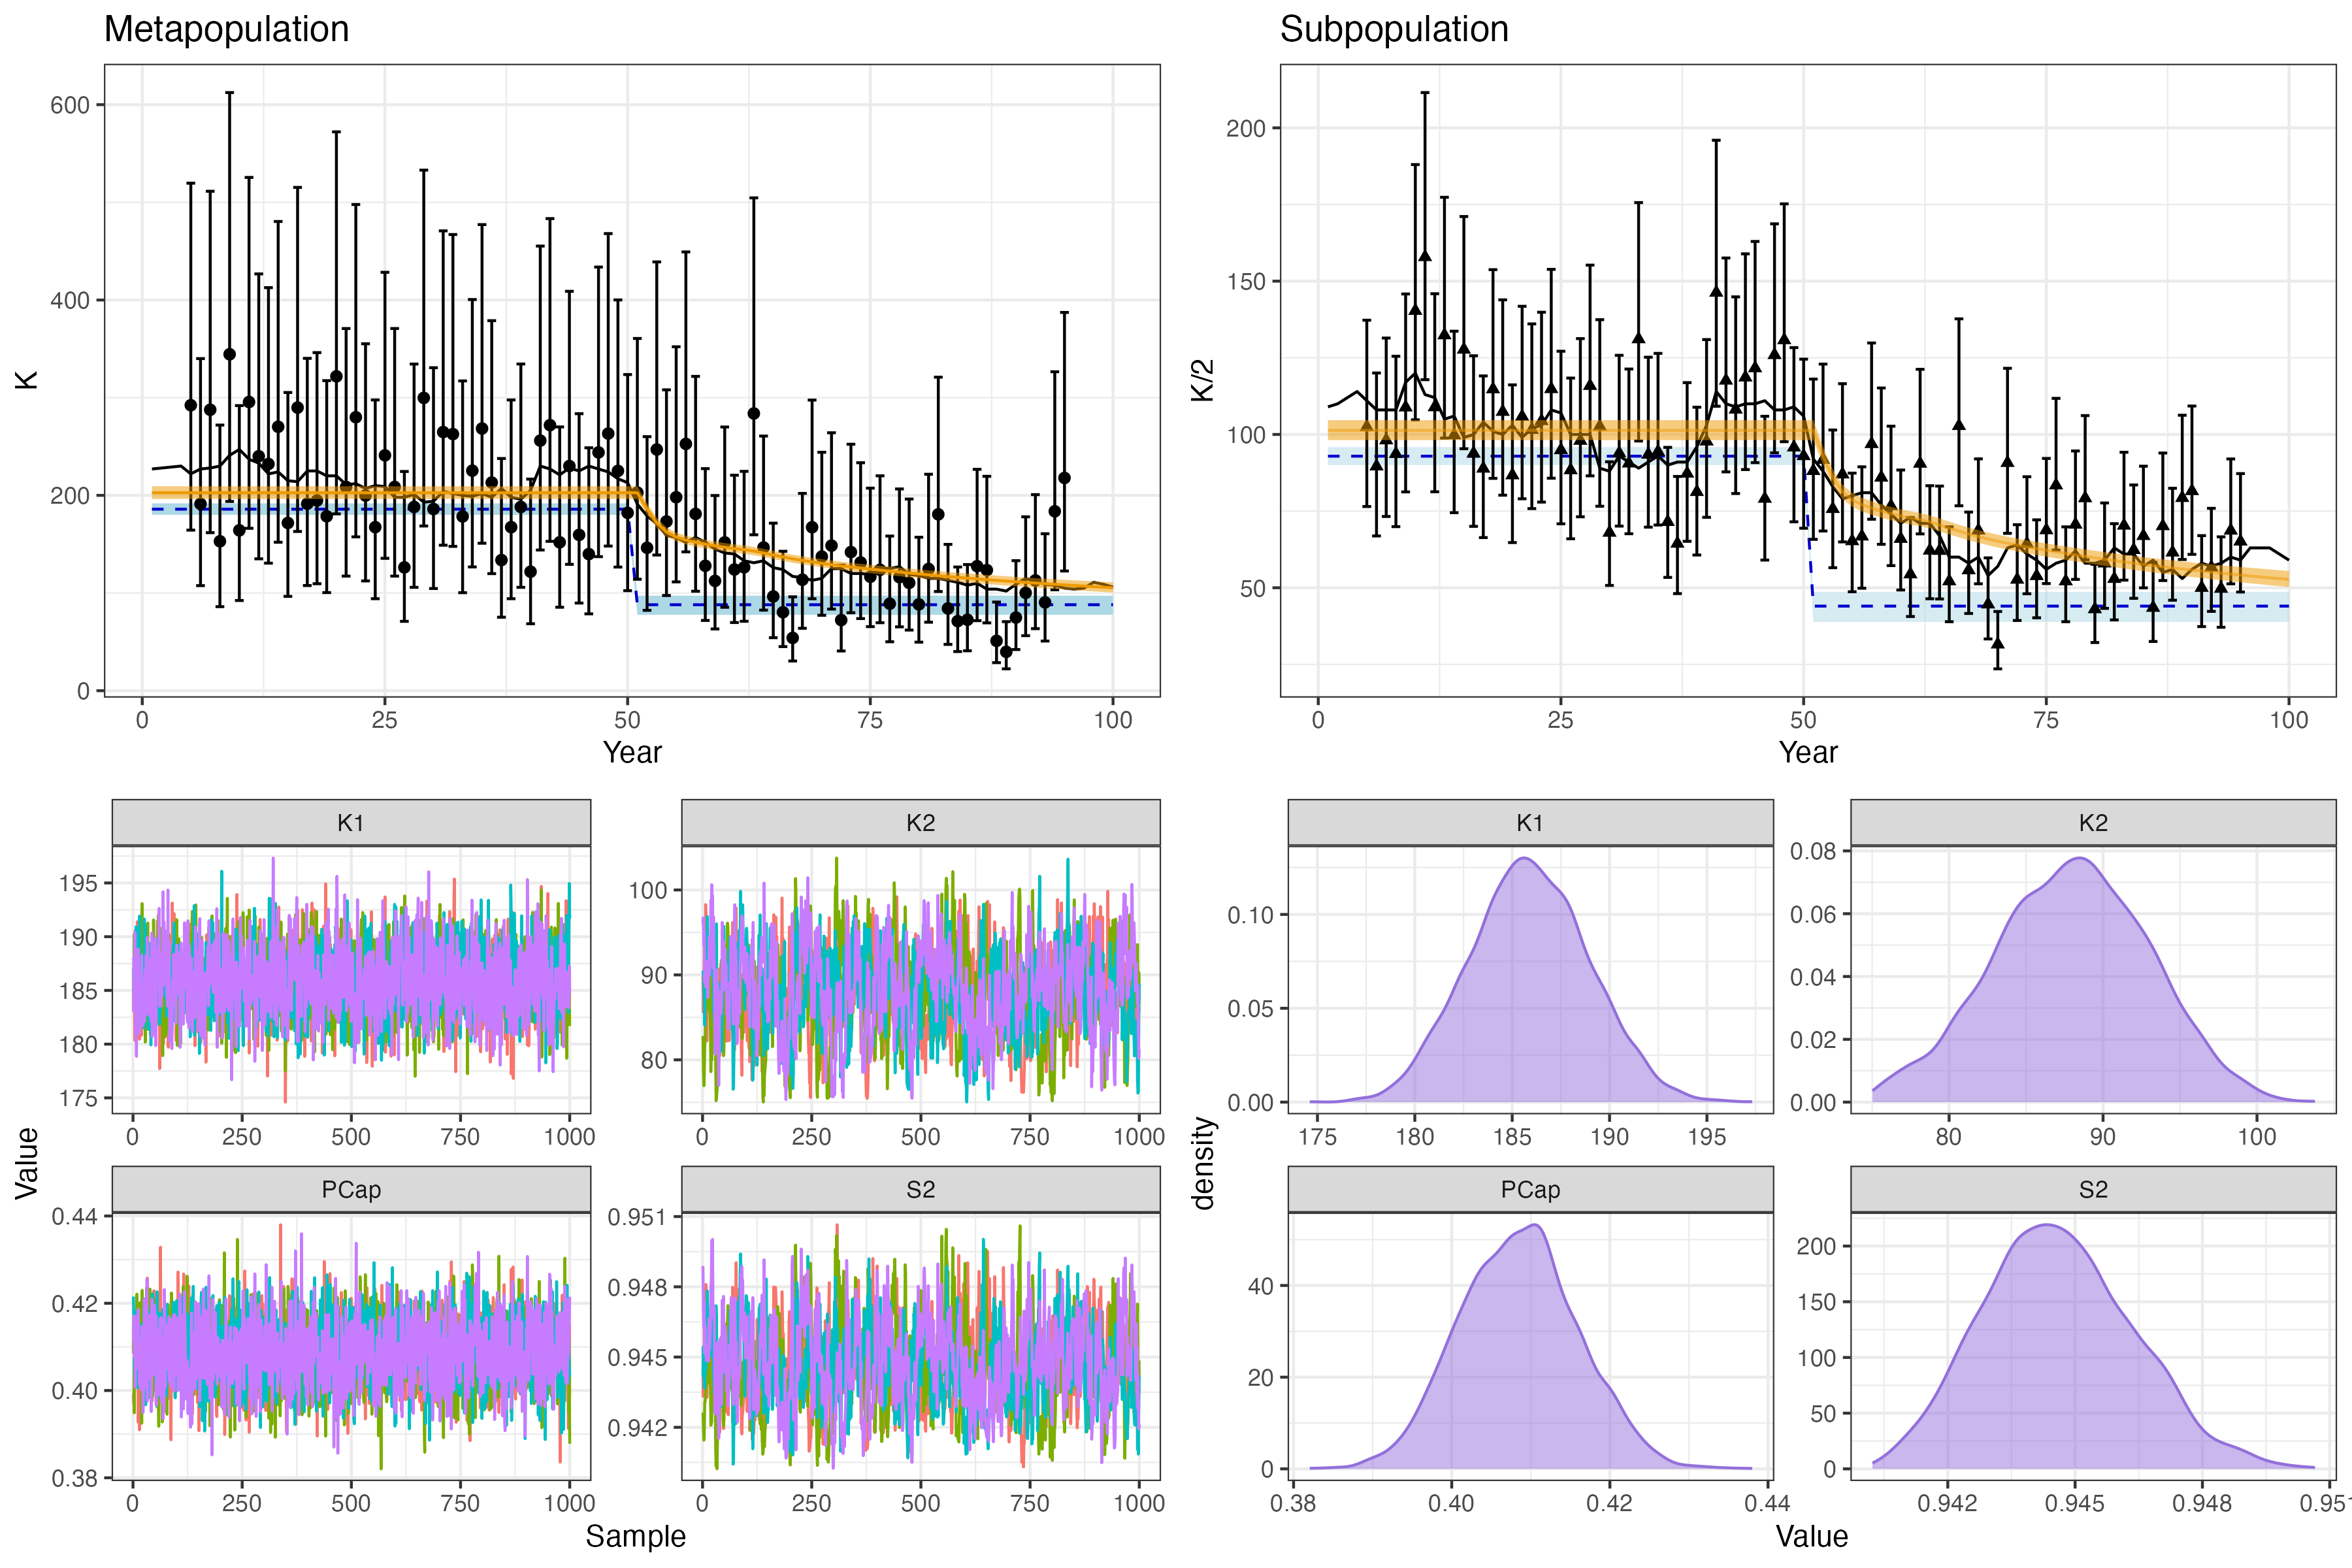 Metapopulation
Subpopulation
600
400
200
0
K
0 25 50 75 100
Year
200
150
100
50
K/2
0 25 50 75 100
Year
K1
K2
195
190
185
180
175
100
90
80
0 250 500 750 1000
0 250 500 750 1000
PCap
S2
0.44
0.42
0.40
0.38
0.951
0.948
0.945
0.942
0 250 500 750 1000
0 250 500 750 1000
Value
Sample
K1
K2
0.10
0.05
0.00
0.08
0.06
0.04
0.02
0.00
175 180 185 190 195
80 90 100
PCap
S2
40
20
0
200
150
100
50
0
0.38 0.40 0.42 0.44
0.942 0.945 0.948
density
Value